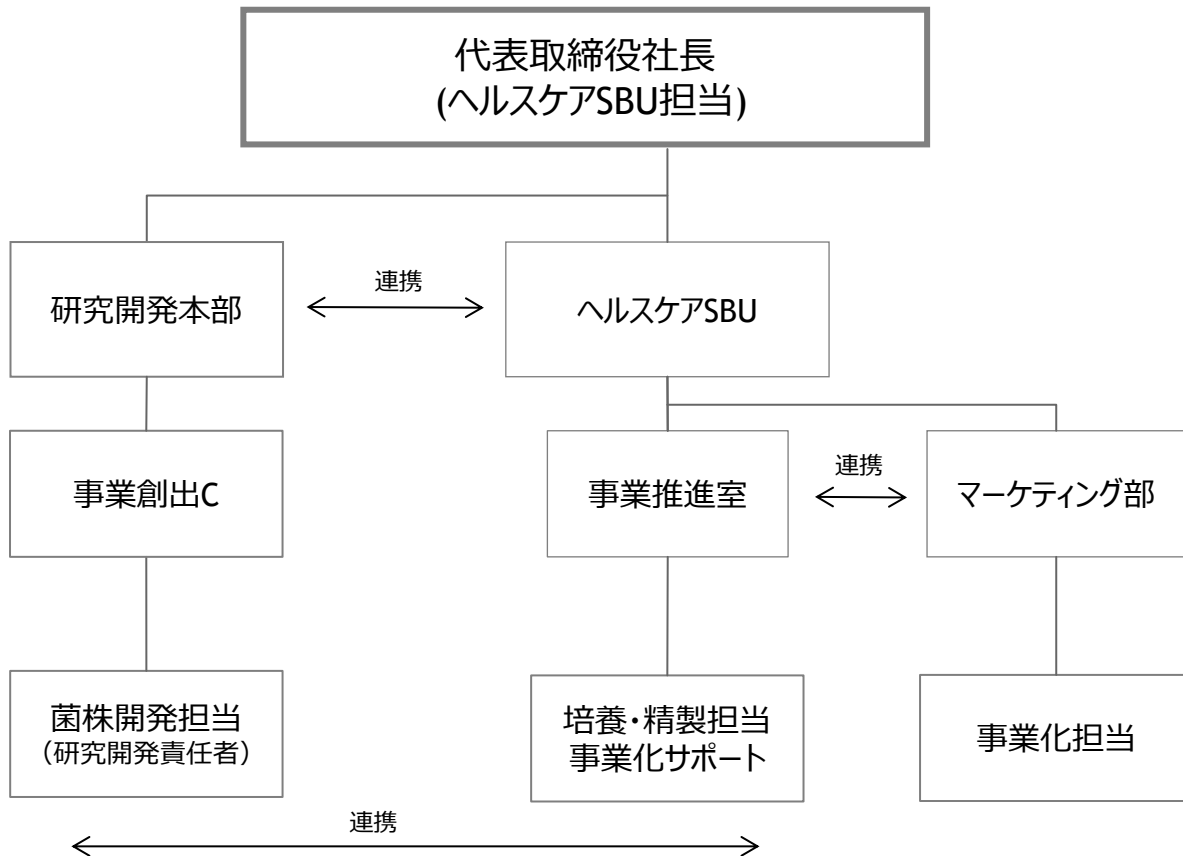 代表取締役社長
(ヘルスケアSBU担当)
研究開発本部
連携
ヘルスケアSBU
事業創出C
事業推進室
連携
マーケティング部
菌株開発担当
（研究開発責任者）
培養・精製担当
事業化サポート
事業化担当
連携